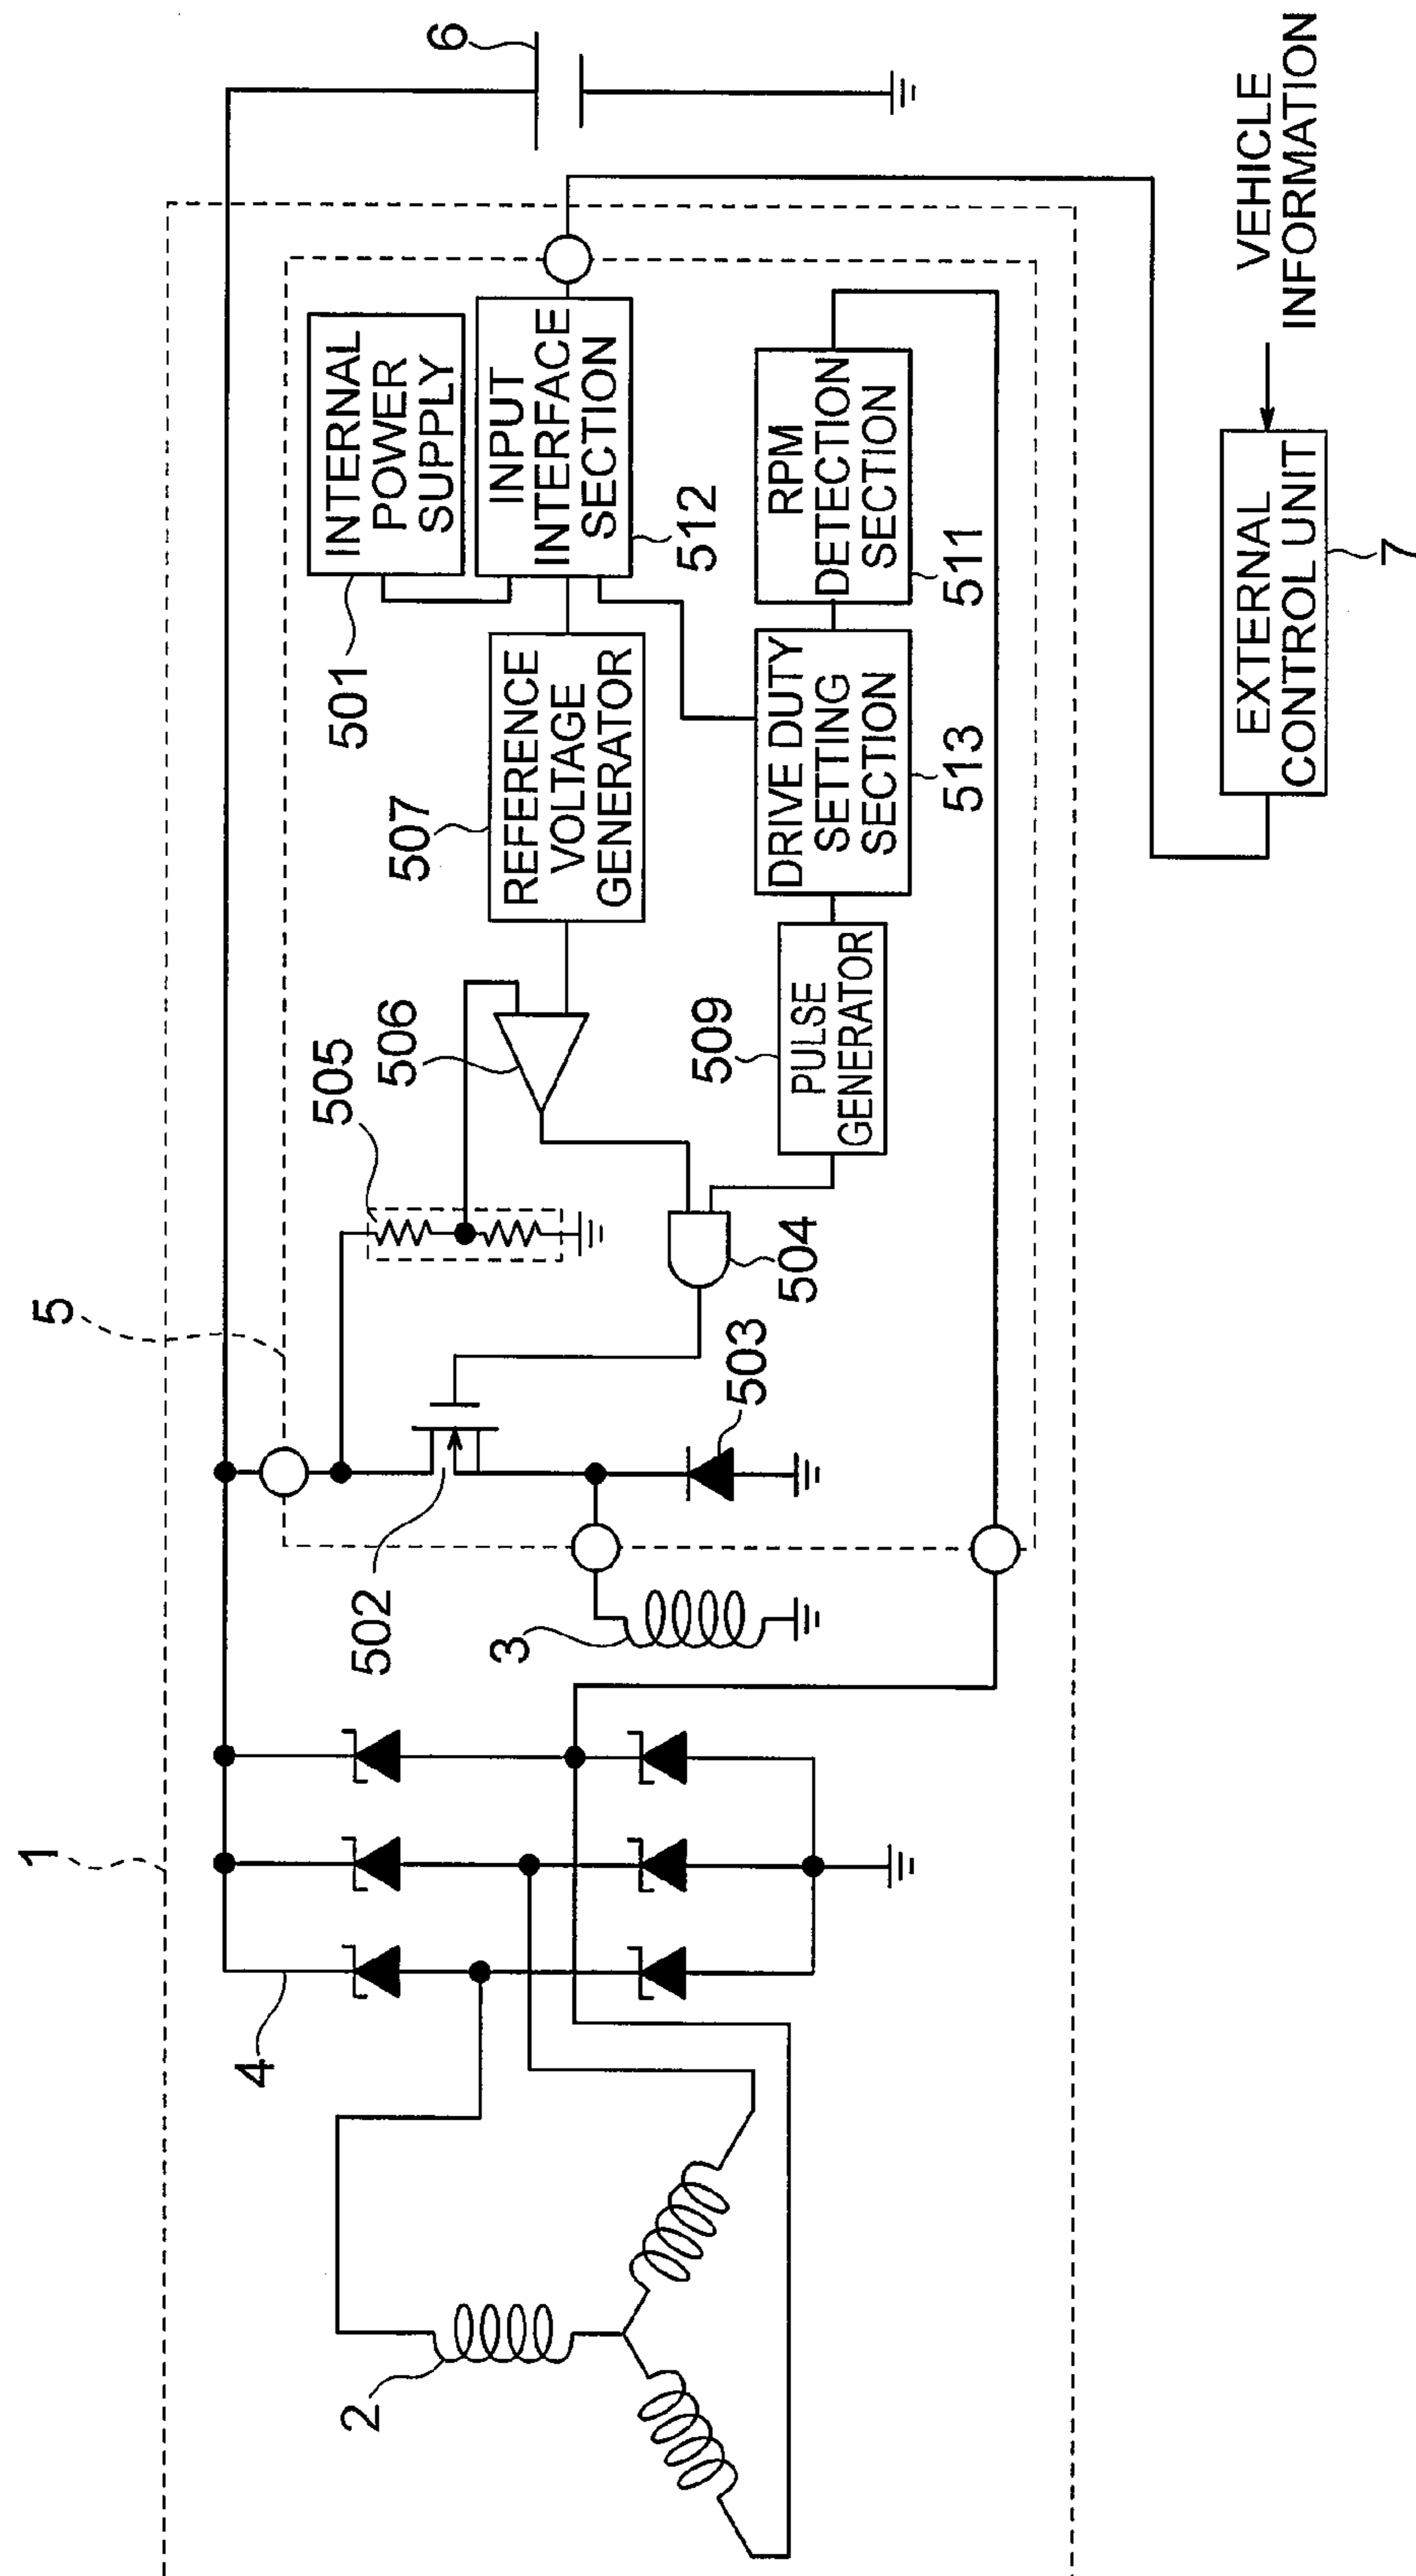 1
5
6
4
2
3
502
505
506
507
501
INTERNAL
POWER
SUPPLY
INPUT
INTERFACE
SECTION
512
REFERENCE
VOLTAGE
GENERATOR
RPM
DETECTION
SECTION
511
DRIVE DUTY
SETTING
SECTION
513
509
PULSE
GENERATOR
504
503
VEHICLE
INFORMATION
EXTERNAL
CONTROL UNIT
7